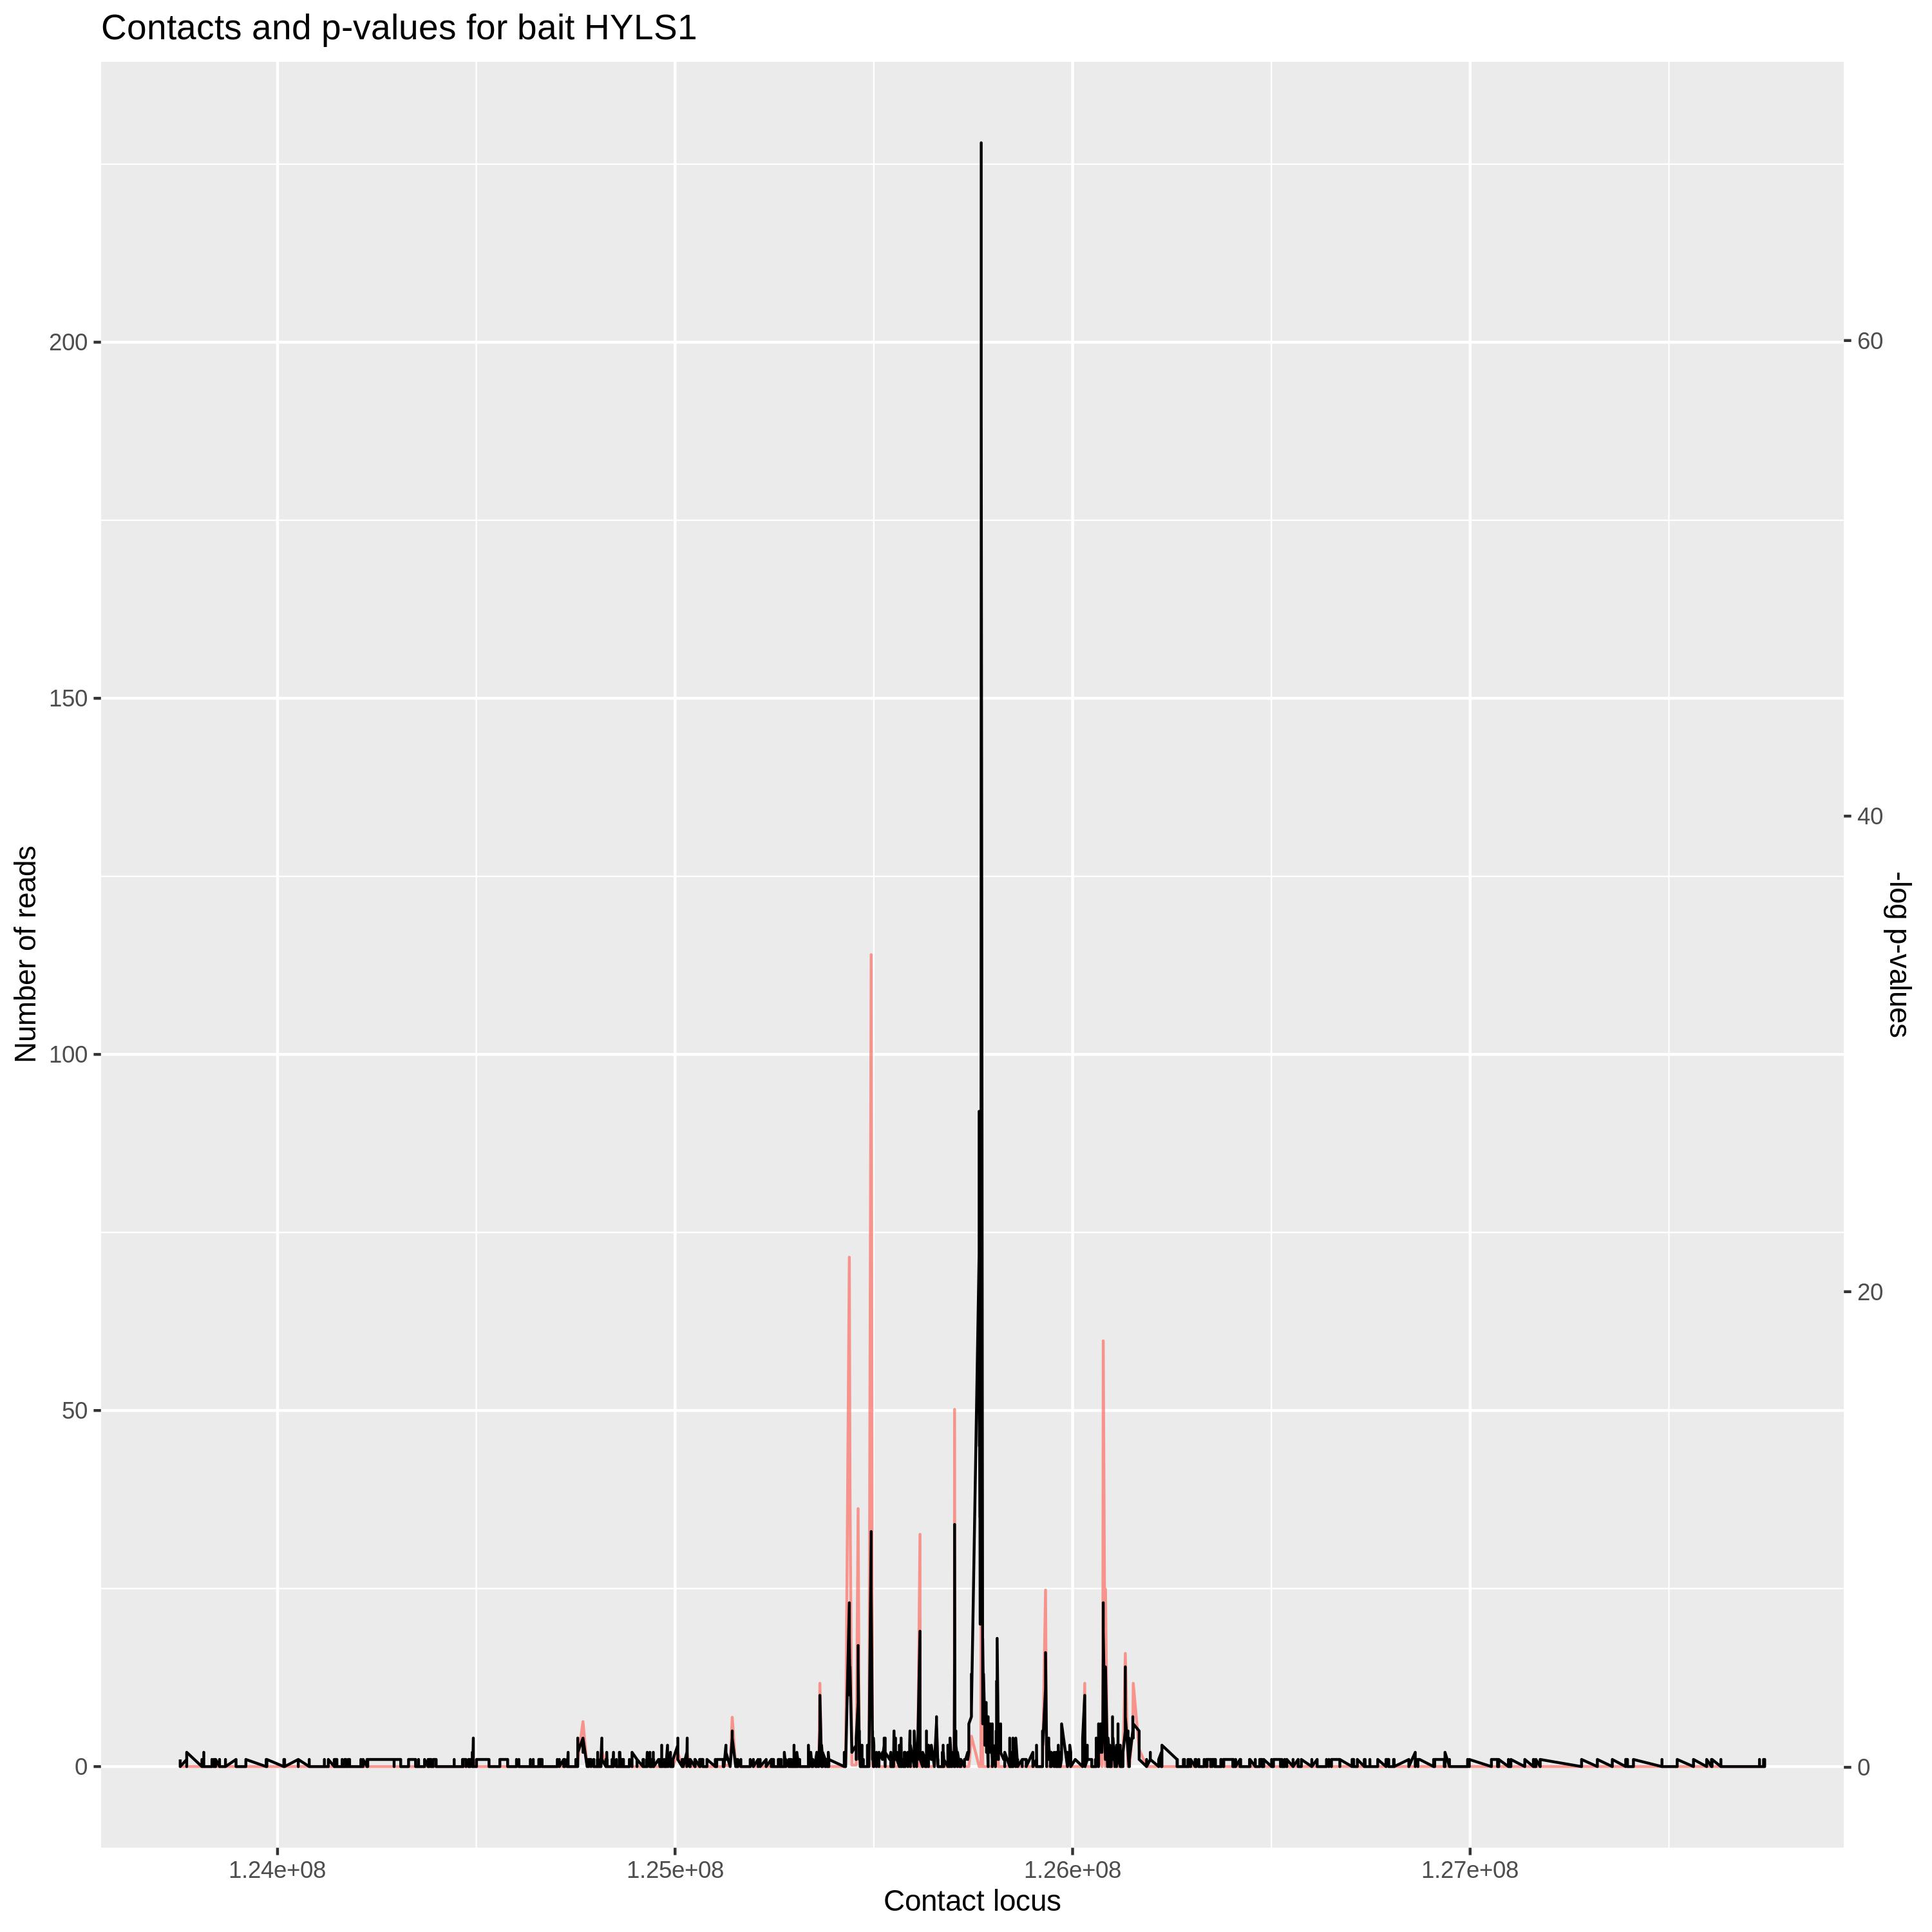 Contacts and p-values for bait HYLS1
Number of reads
200
150
100
50
0
60
40
20
0
-log p-values
1.24e+08
1.25e+08
1.26e+08
1.27e+08
Contact locus